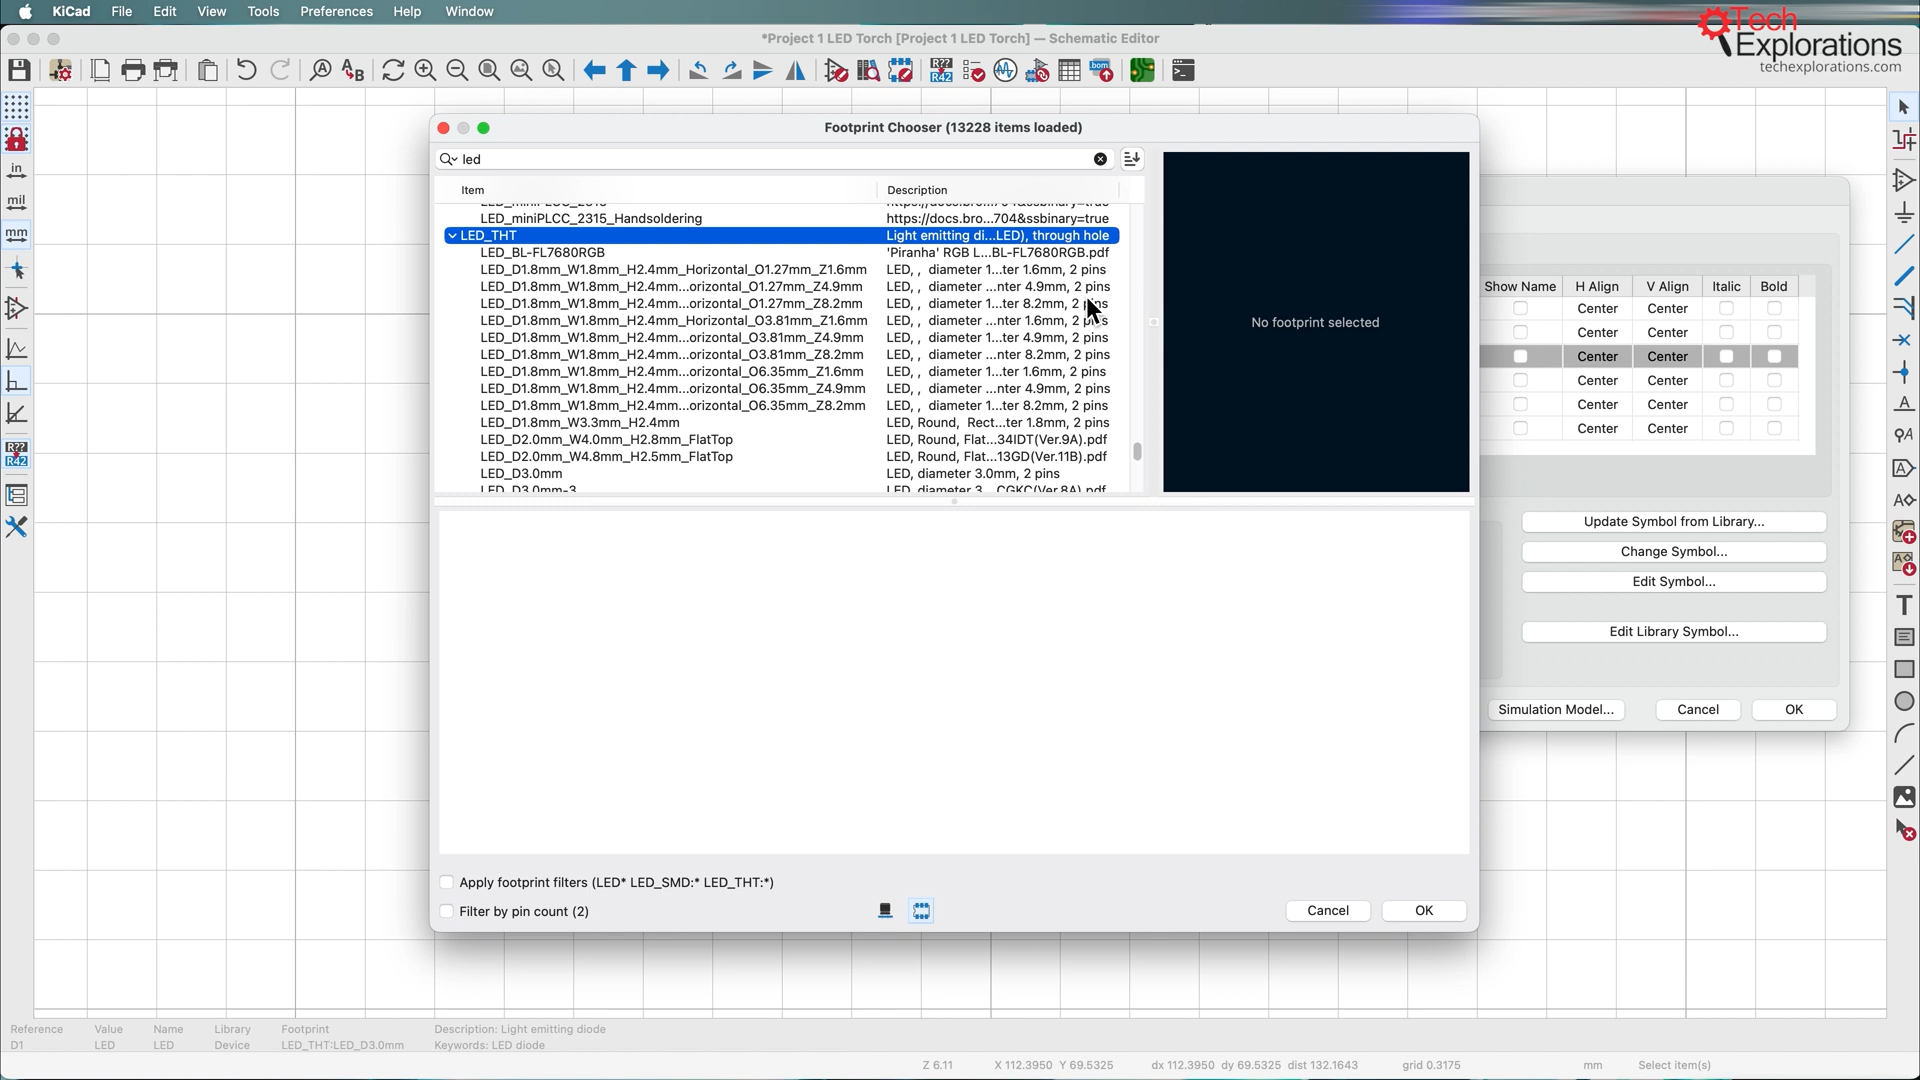 KiCad File Edit View Tools Preferences Help Window
*Project 1 LED Torch [Project 1 LED Torch] — Schematic Editor
Tech
Explorations
techexplorations.com
Footprint Chooser (13228 items loaded)
led
Item Description
LED_miniPLCC_2315_Handsoldering https://docs.bro...704&ssbinary=true
LED_THT Light emitting di...LED), through hole
LED_BL-FL7680RGB 'Piranha' RGB L...BL-FL7680RGB.pdf
LED_D1.8mm_W1.8mm_H2.4mm_Horizontal_O1.27mm_Z1.6mm LED, , diameter 1...ter 1.6mm, 2 pins
LED_D1.8mm_W1.8mm_H2.4mm...orizontal_O1.27mm_Z4.9mm LED, , diameter ...nter 4.9mm, 2 pins
LED_D1.8mm_W1.8mm_H2.4mm...orizontal_O1.27mm_Z8.2mm LED, , diameter 1...ter 8.2mm, 2 pins
LED_D1.8mm_W1.8mm_H2.4mm_Horizontal_O3.81mm_Z1.6mm LED, , diameter ...nter 1.6mm, 2 pins
LED_D1.8mm_W1.8mm_H2.4mm...orizontal_O3.81mm_Z4.9mm LED, , diameter 1...ter 4.9mm, 2 pins
LED_D1.8mm_W1.8mm_H2.4mm...orizontal_O3.81mm_Z8.2mm LED, , diameter ...nter 8.2mm, 2 pins
LED_D1.8mm_W1.8mm_H2.4mm...orizontal_O6.35mm_Z1.6mm LED, , diameter 1...ter 1.6mm, 2 pins
LED_D1.8mm_W1.8mm_H2.4mm...orizontal_O6.35mm_Z4.9mm LED, , diameter ...nter 4.9mm, 2 pins
LED_D1.8mm_W1.8mm_H2.4mm...orizontal_O6.35mm_Z8.2mm LED, , diameter 1...ter 8.2mm, 2 pins
LED_D1.8mm_W3.3mm_H2.4mm LED, Round, Rect...ter 1.8mm, 2 pins
LED_D2.0mm_W4.0mm_H2.8mm_FlatTop LED, Round, Flat...34IDT(Ver.9A).pdf
LED_D2.0mm_W4.8mm_H2.5mm_FlatTop LED, Round, Flat...13GD(Ver.11B).pdf
LED_D3.0mm LED, diameter 3.0mm, 2 pins
LED_D3.0mm-3 LED, diameter 3....CGKC(Ver.8A).pdf
No footprint selected
Apply footprint filters (LED* LED_SMD:* LED_THT:*)
Filter by pin count (2)
Cancel OK
Show Name H Align V Align Italic Bold
Center Center
Center Center
Center Center
Center Center
Center Center
Center Center
Update Symbol from Library...
Change Symbol...
Edit Symbol...
Edit Library Symbol...
Simulation Model... Cancel OK
in
mil
mm
R??
R42
Reference Value Name Library Footprint Description: Light emitting diode
D1 LED LED Device LED_THT:LED_D3.0mm Keywords: LED diode
Z 6.11 X 112.3950 Y 69.5325 dx 112.3950 dy 69.5325 dist 132.1643 grid 0.3175 mm Select item(s)